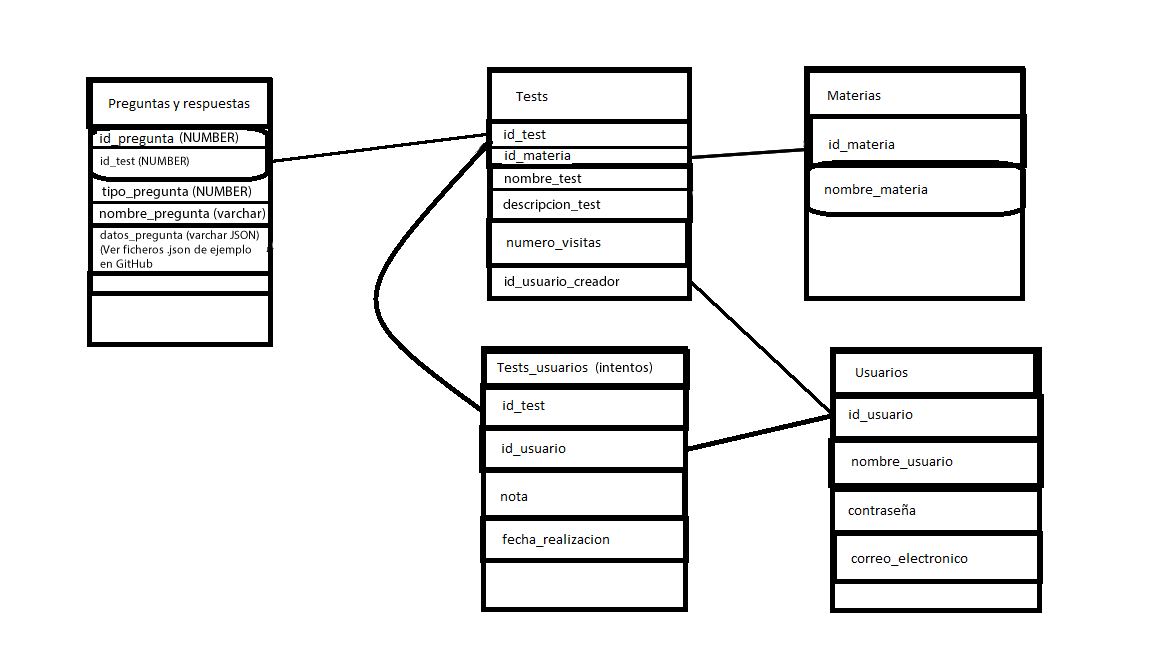 Preguntas y respuestas
id_pregunta (NUMBER)
id_test (NUMBER)
tipo_pregunta (NUMBER)
nombre_pregunta (varchar)
datos_pregunta (varchar JSON)
(Ver ficheros .json de ejemplo
en GitHub
Tests
id_test
id_materia
nombre_test
descripcion_test
numero_visitas
id_usuario_creador
Materias
id_materia
nombre_materia
Tests_usuarios (intentos)
id_test
id_usuario
nota
fecha_realizacion
Usuarios
id_usuario
nombre_usuario
contraseña
correo_electronico